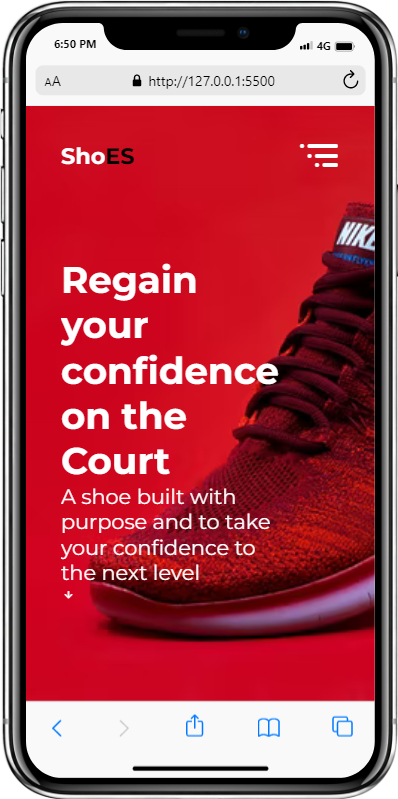 6:50 PM
4G
AA
http://127.0.0.1:5500
ShoES
NIKE
Regain
your
confidence
on the
Court
A shoe built with
purpose and to take
your confidence to
the next level